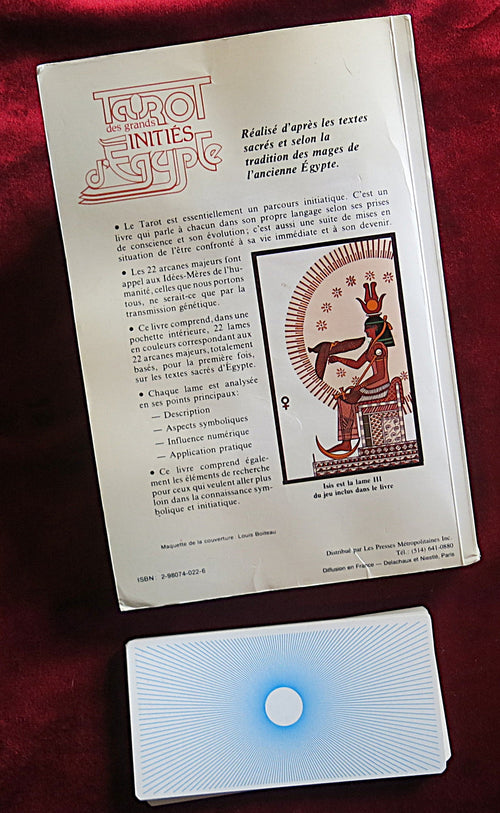 TAROT
des grands
INITIÉS
d'Égypte
Réalisé d'après les textes
sacrés et selon la
tradition des mages de
l'ancienne Égypte.
• Le Tarot est essentiellement un parcours initiatique. C'est un
livre qui parle à chacun dans son propre langage selon ses prises
de conscience et son évolution; c'est aussi une suite de mises en
situation de l'être confronté à sa vie immédiate et à son devenir.
• Les 22 arcanes majeurs font
appel aux Idées-Mères de l'hu-
manité, celles que nous portons
tous, ne serait-ce que par la
transmission génétique.
• Ce livre comprend, dans une
pochette intérieure, 22 lames
en couleurs correspondant aux
22 arcanes majeurs, totalement
basés, pour la première fois,
sur les textes sacrés d'Égypte.
• Chaque lame est analysée
en ses points principaux:
— Description
— Aspects symboliques
— Influence numérique
— Application pratique
• Ce livre comprend égale-
ment les éléments de recherche
pour ceux qui veulent aller plus
loin dans la connaissance sym-
bolique et initiatique.
Isis est la lame III
du jeu inclus dans le livre
Maquette de la couverture: Louis Boiteau
ISBN: 2-98074-022-6
Distribué par Les Presses Métropolitaines Inc.
Tél.: (514) 641-0880
Diffusion en France — Delachaux et Niestlé, Paris